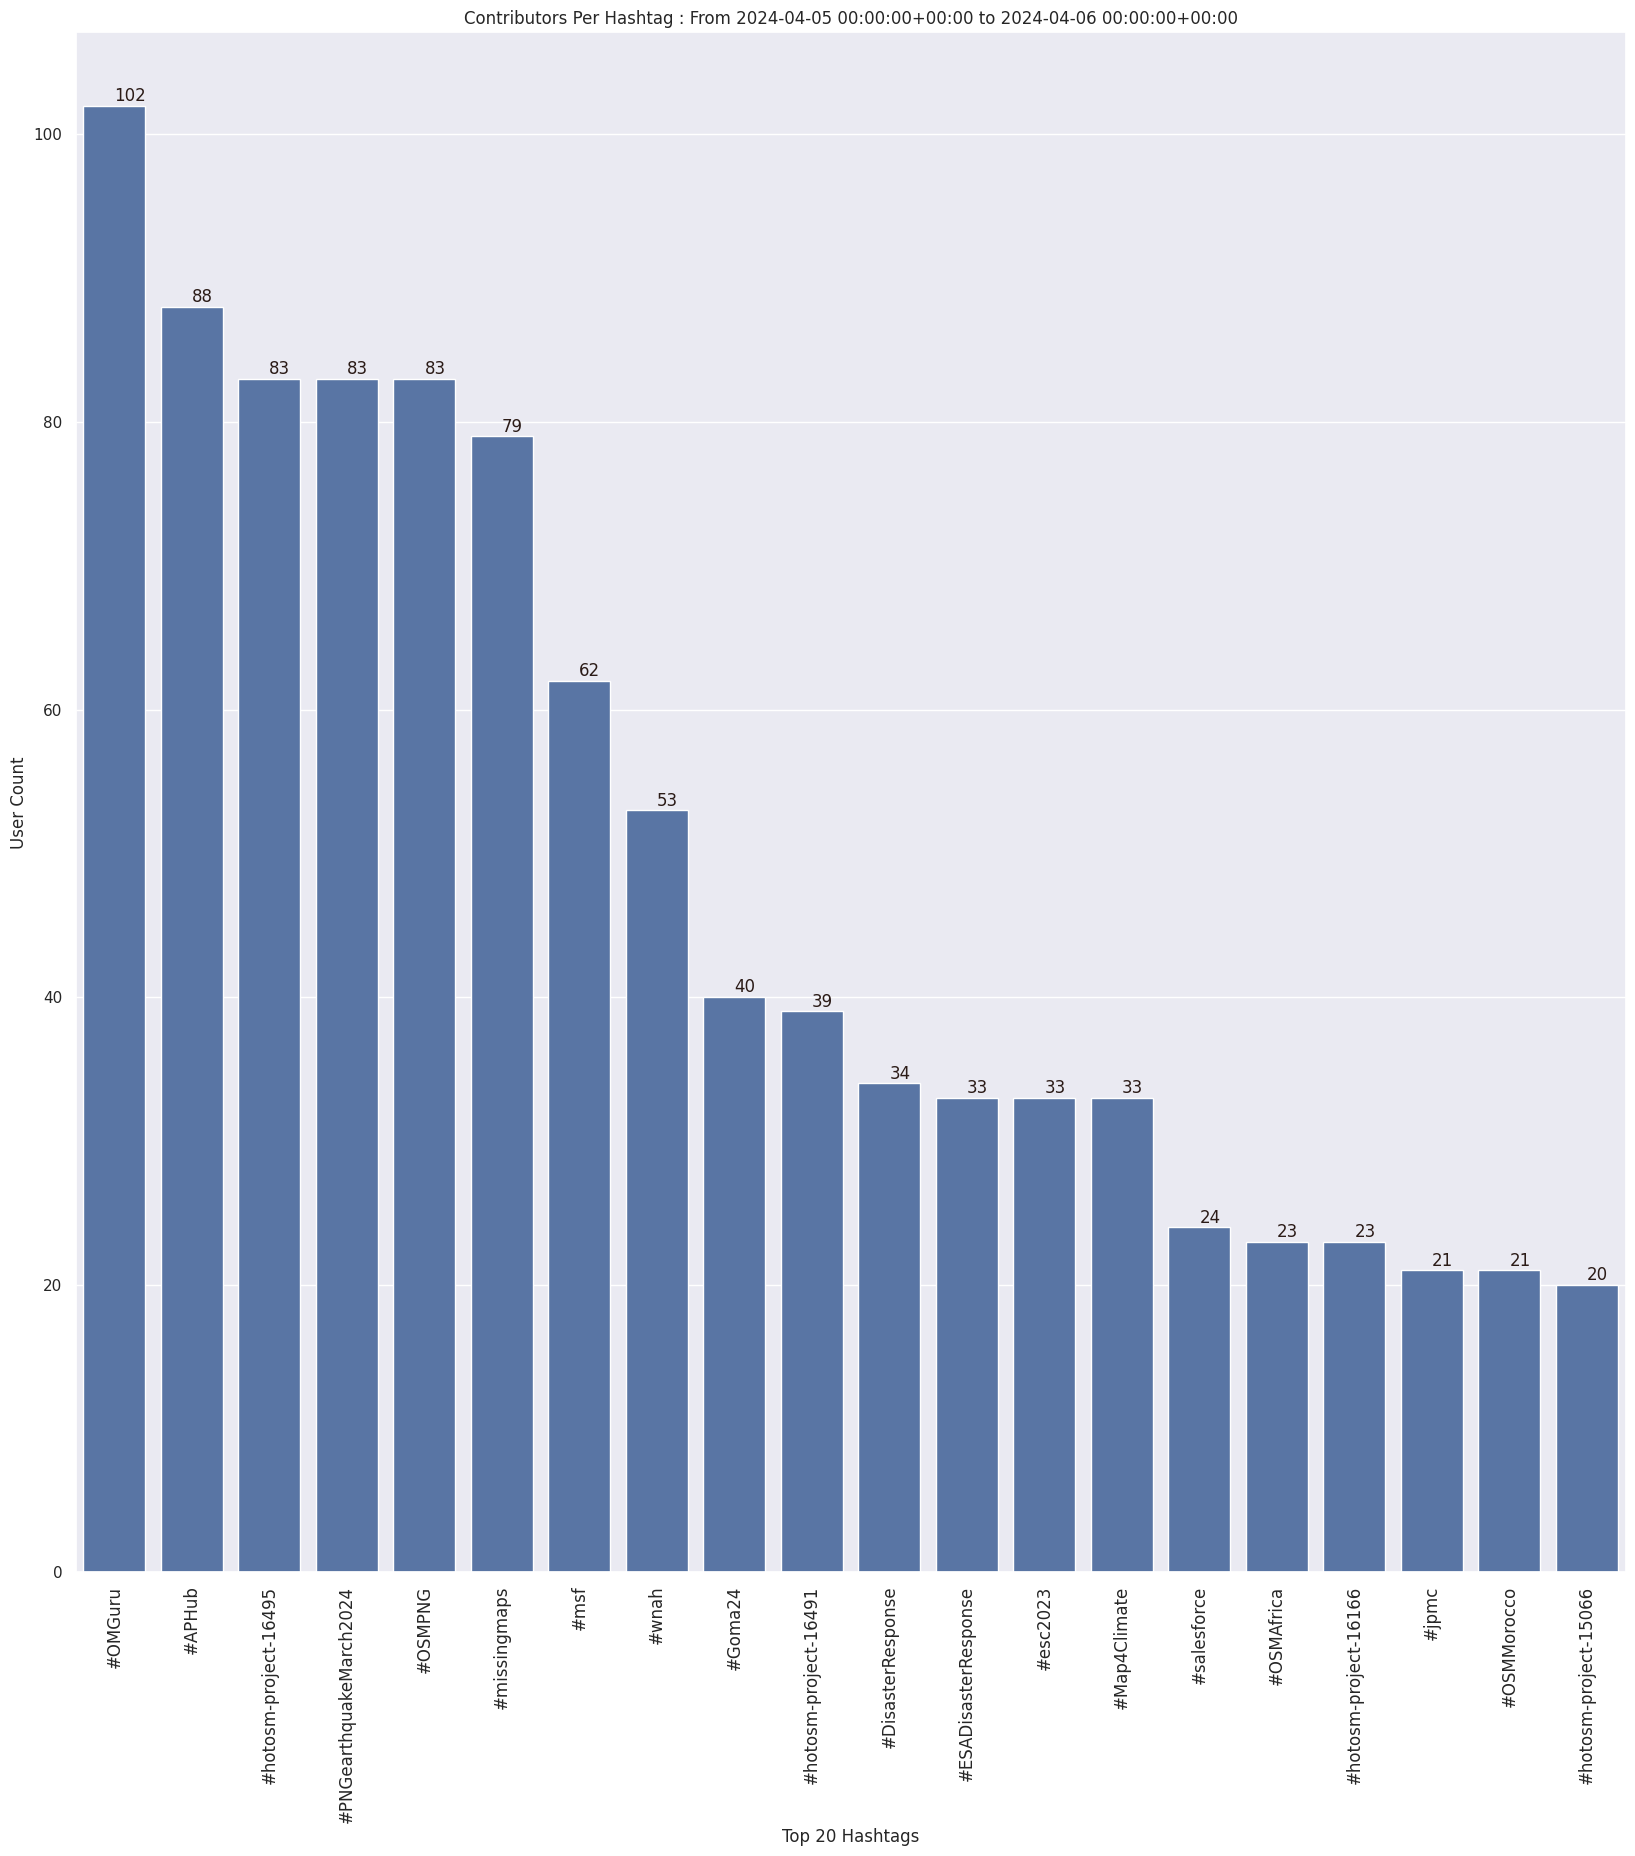 Contributors Per Hashtag : From 2024-04-05 00:00:00+00:00 to 2024-04-06 00:00:00+00:00
User Count
100
80
60
40
20
0
102
88
83
83
83
79
62
53
40
39
34
33
33
33
24
23
23
21
21
20
#OMGuru
#APHub
#hotosm-project-16495
#PNGearthquakeMarch2024
#OSMPNG
#missingmaps
#msf
#wnah
#Goma24
#hotosm-project-16491
#DisasterResponse
#ESADisasterResponse
#esc2023
#Map4Climate
#salesforce
#OSMAfrica
#hotosm-project-16166
#jpmc
#OSMMorocco
#hotosm-project-15066
Top 20 Hashtags